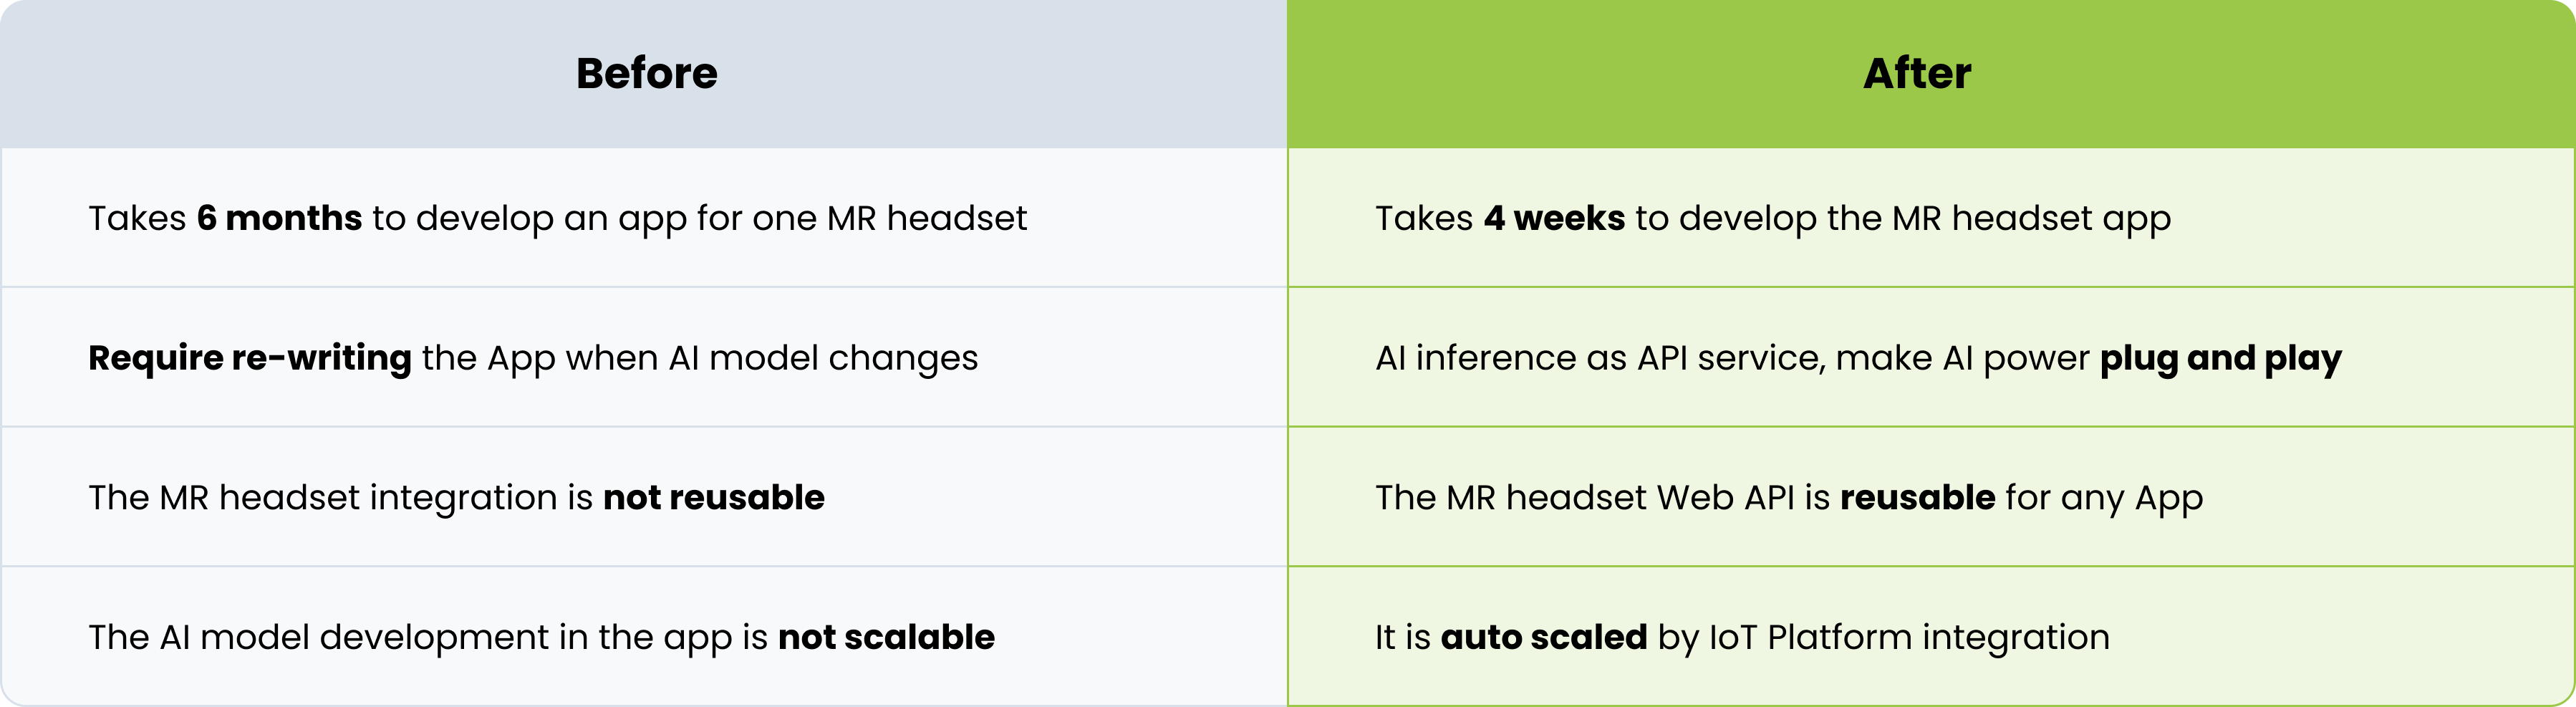 Before
After
Takes 6 months to develop an app for one MR headset
Takes 4 weeks to develop the MR headset app
Require re-writing the App when AI model changes
AI inference as API service, make AI power plug and play
The MR headset integration is not reusable
The MR headset Web API is reusable for any App
The AI model development in the app is not scalable
It is auto scaled by IoT Platform integration